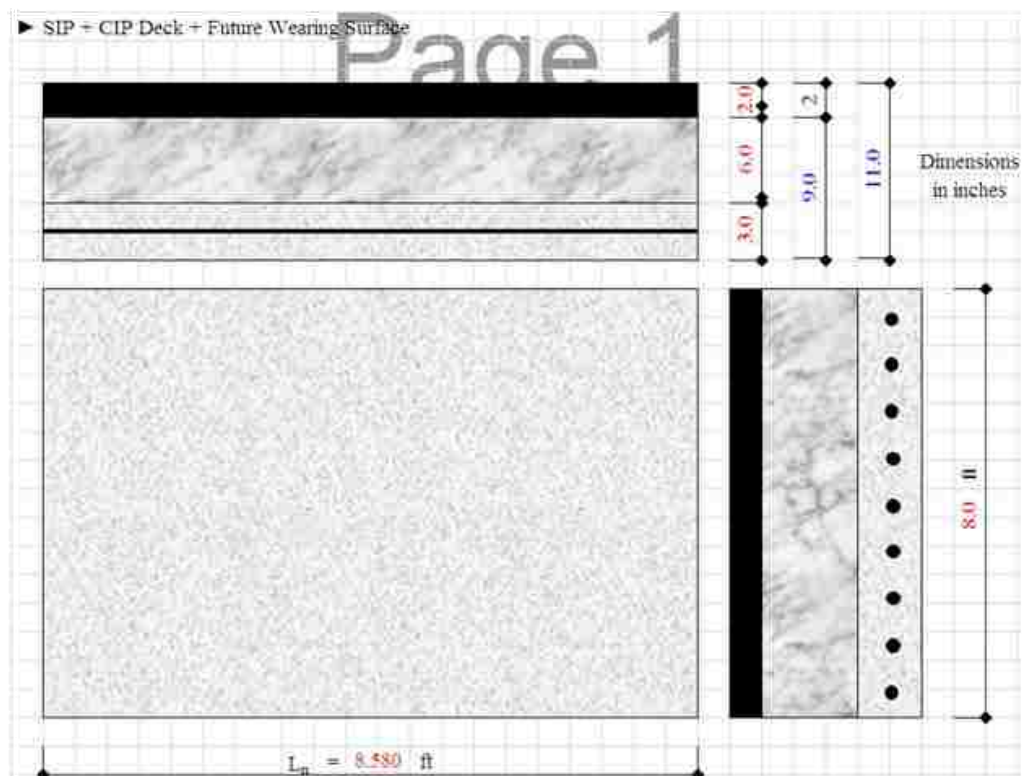 Page 1
► SIP + CIP Deck + Future Wearing Surface
2.0
2
6.0
9.0
11.0
3.0
Dimensions
in inches
8.0 ft
Ln = 8.580 ft